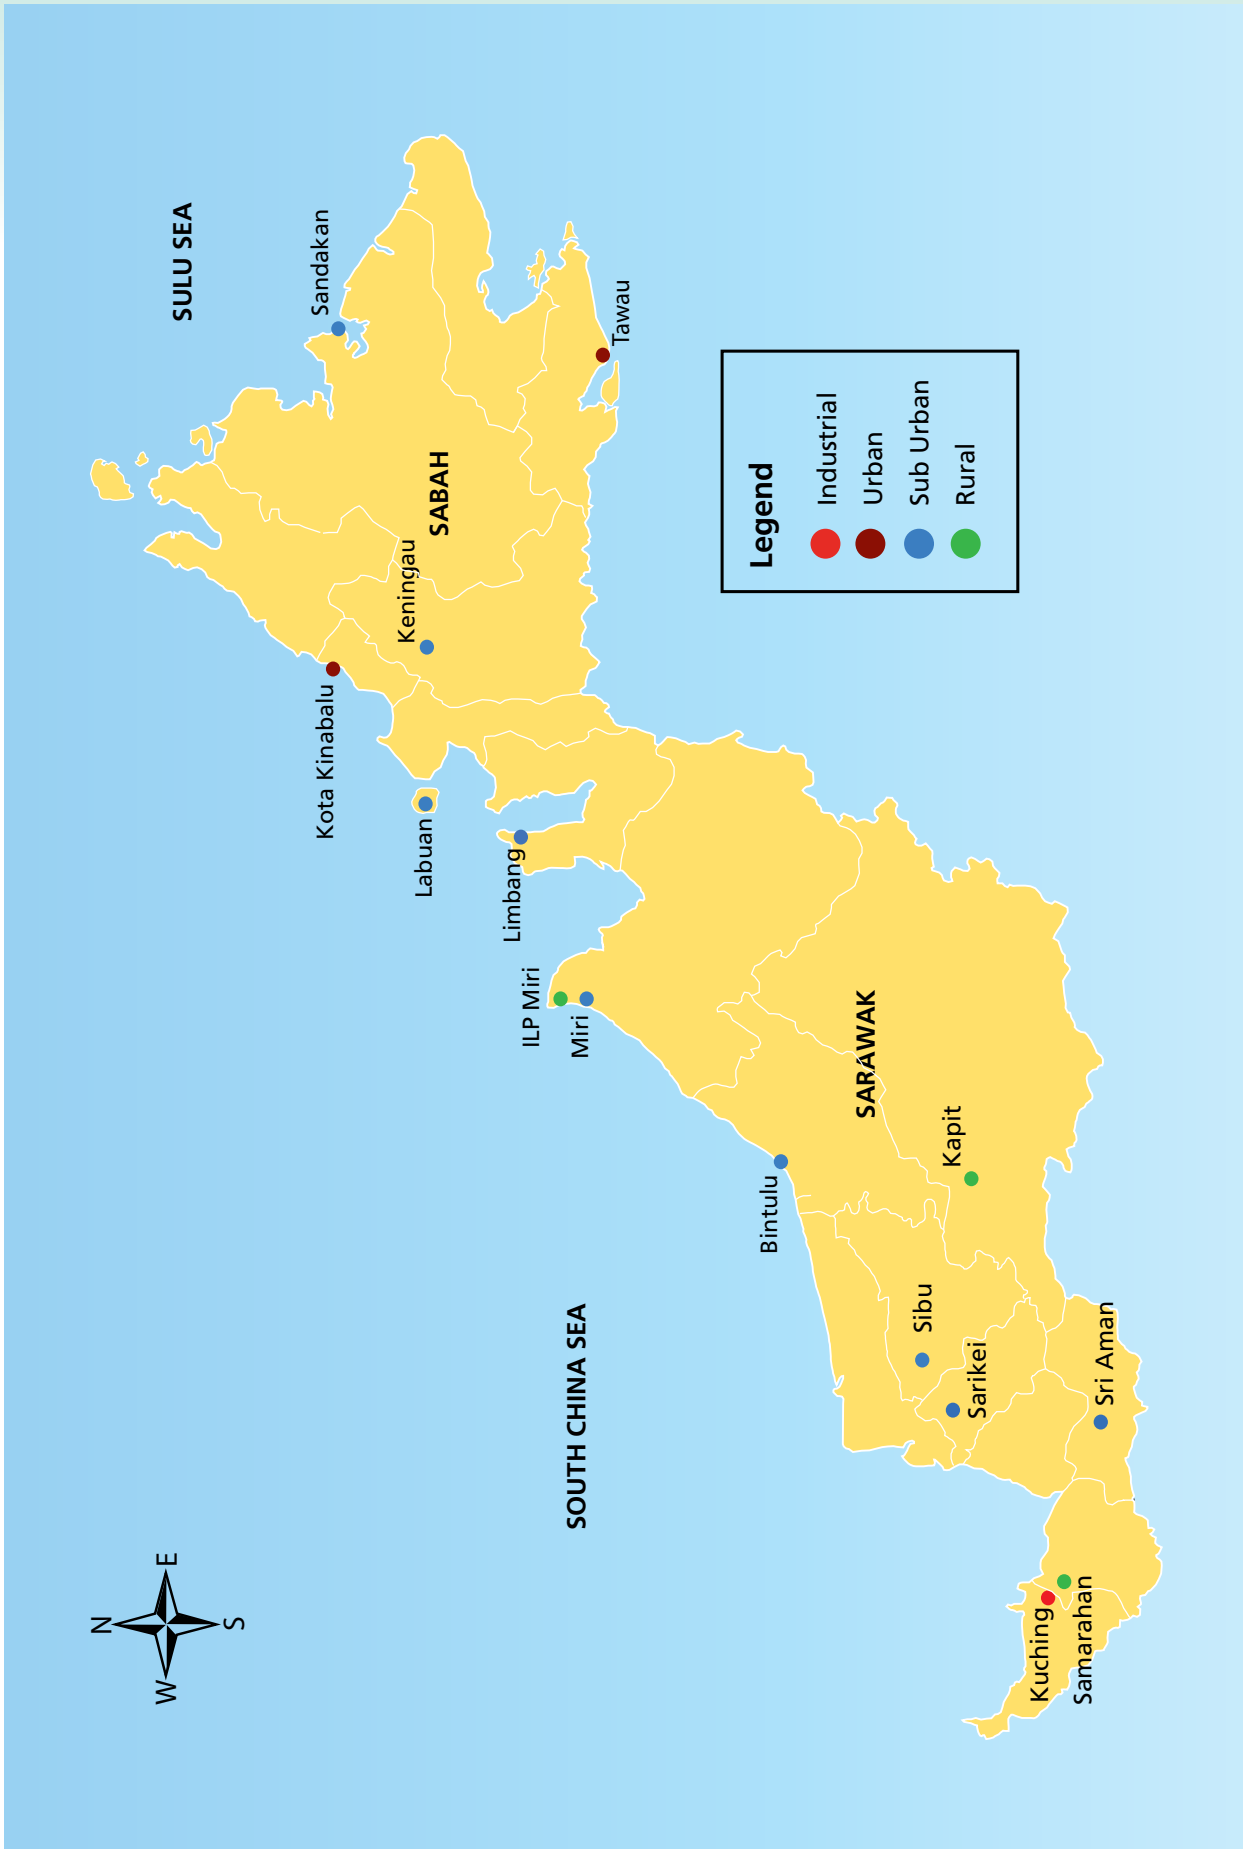 N
W
E
S
SULU SEA
Sandakan
Kota Kinabalu
Keningau
SABAH
Labuan
Limbang
Tawau
ILP Miri
Miri
SOUTH CHINA SEA
Bintulu
SARAWAK
Sibu
Kapit
Sarikei
Sri Aman
Kuching
Samarahan
Legend
Industrial
Urban
Sub Urban
Rural